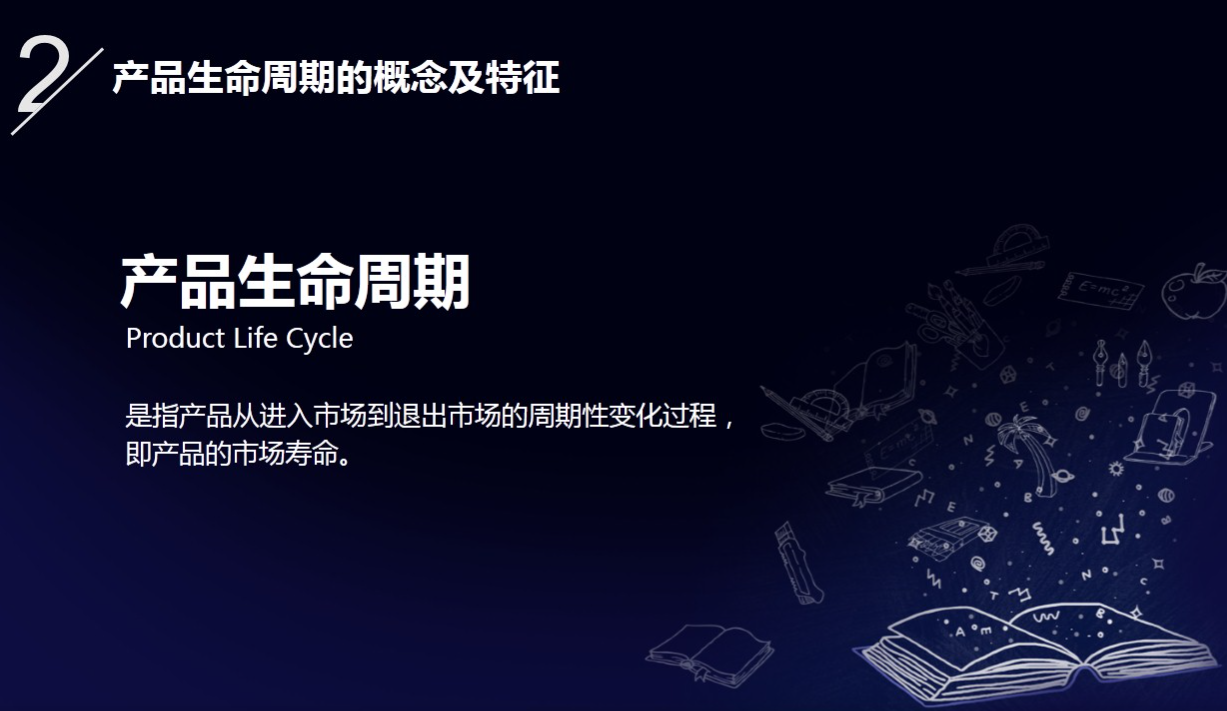 2
产品生命周期的概念及特征
产品生命周期
Product Life Cycle
是指产品从进入市场到退出市场的周期性变化过程，
即产品的市场寿命。
E=mc²